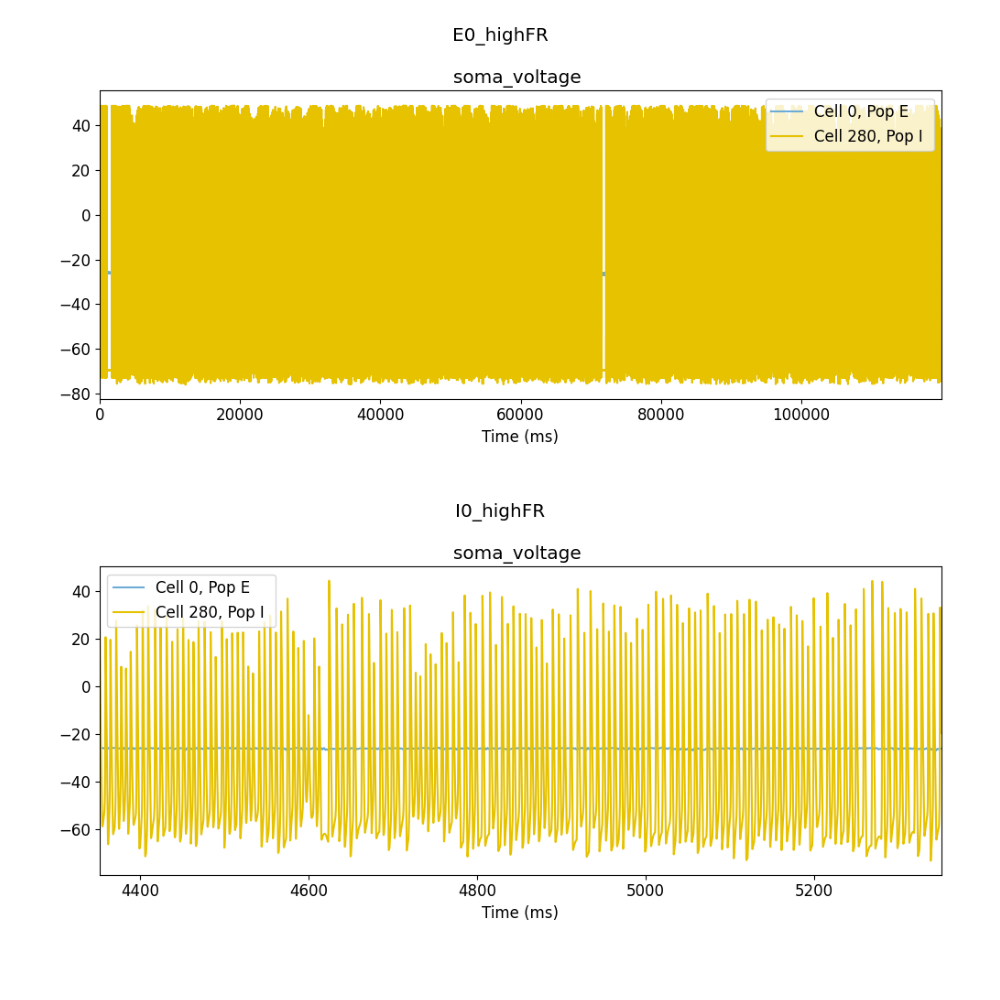 E0_highFR
soma_voltage
Cell 0, Pop E
Cell 280, Pop I
40
20
0
−20
−40
−60
−80
0 20000 40000 60000 80000 100000
Time (ms)
I0_highFR
soma_voltage
Cell 0, Pop E
Cell 280, Pop I
40
20
0
−20
−40
−60
4400 4600 4800 5000 5200
Time (ms)